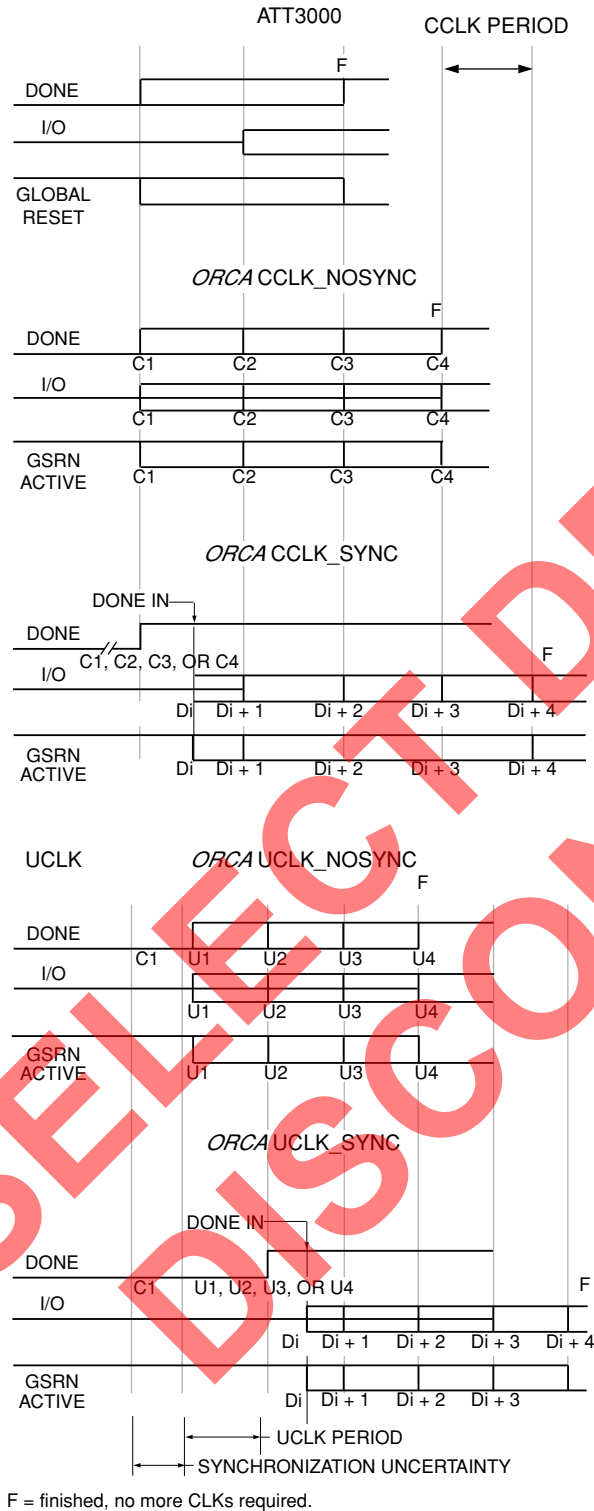 ATT3000
CCLK PERIOD
F
DONE
I/O
GLOBAL
RESET
ORCA CCLK_NOSYNC
F
DONE
C1 C2 C3 C4
I/O
C1 C2 C3 C4
GSRN
ACTIVE
C1 C2 C3 C4
ORCA CCLK_SYNC
DONE IN
DONE
C1, C2, C3, OR C4
F
I/O
Di Di + 1 Di + 2 Di + 3 Di + 4
GSRN
ACTIVE
Di Di + 1 Di + 2 Di + 3 Di + 4
UCLK
ORCA UCLK_NOSYNC
F
DONE
C1 U1 U2 U3 U4
I/O
U1 U2 U3 U4
GSRN
ACTIVE
U1 U2 U3 U4
ORCA UCLK_SYNC
DONE IN
DONE
C1 U1, U2, U3, OR U4
F
I/O
Di Di + 1 Di + 2 Di + 3 Di + 4
GSRN
ACTIVE
Di Di + 1 Di + 2 Di + 3
UCLK PERIOD
SYNCHRONIZATION UNCERTAINTY
F = finished, no more CLKs required.
SELECT D
DISCON